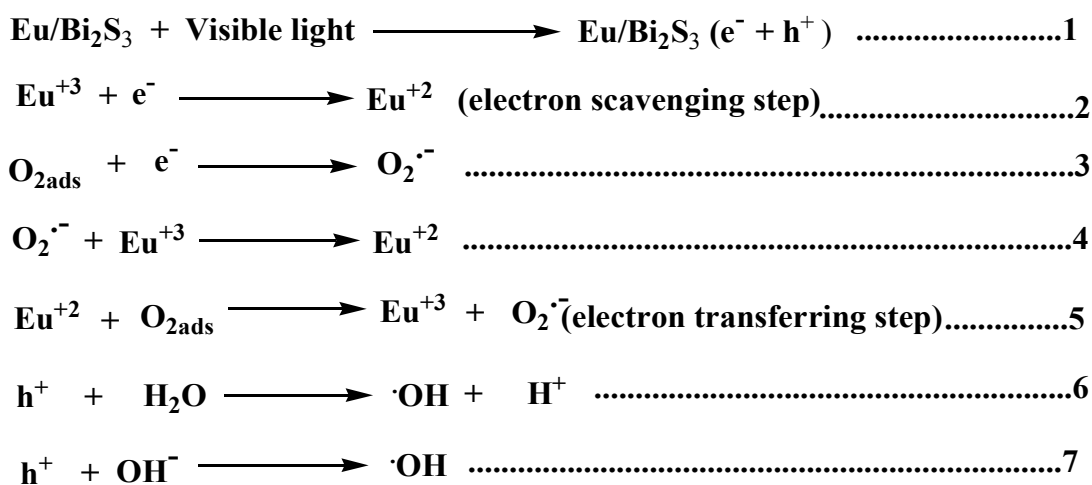 Eu/Bi₂S₃ + Visible light ⟶ Eu/Bi₂S₃ (e⁻ + h⁺) ........................1
Eu⁺³ + e⁻ ⟶ Eu⁺² (electron scavenging step)..............................2
O₂ads + e⁻ ⟶ O₂·⁻ ..............................................................3
O₂·⁻ + Eu⁺³ ⟶ Eu⁺² ..............................................................4
Eu⁺² + O₂ads ⟶ Eu⁺³ + O₂·⁻(electron transferring step)..............5
h⁺ + H₂O ⟶ ·OH + H⁺ ................................................6
h⁺ + OH⁻ ⟶ ·OH ............................................................7